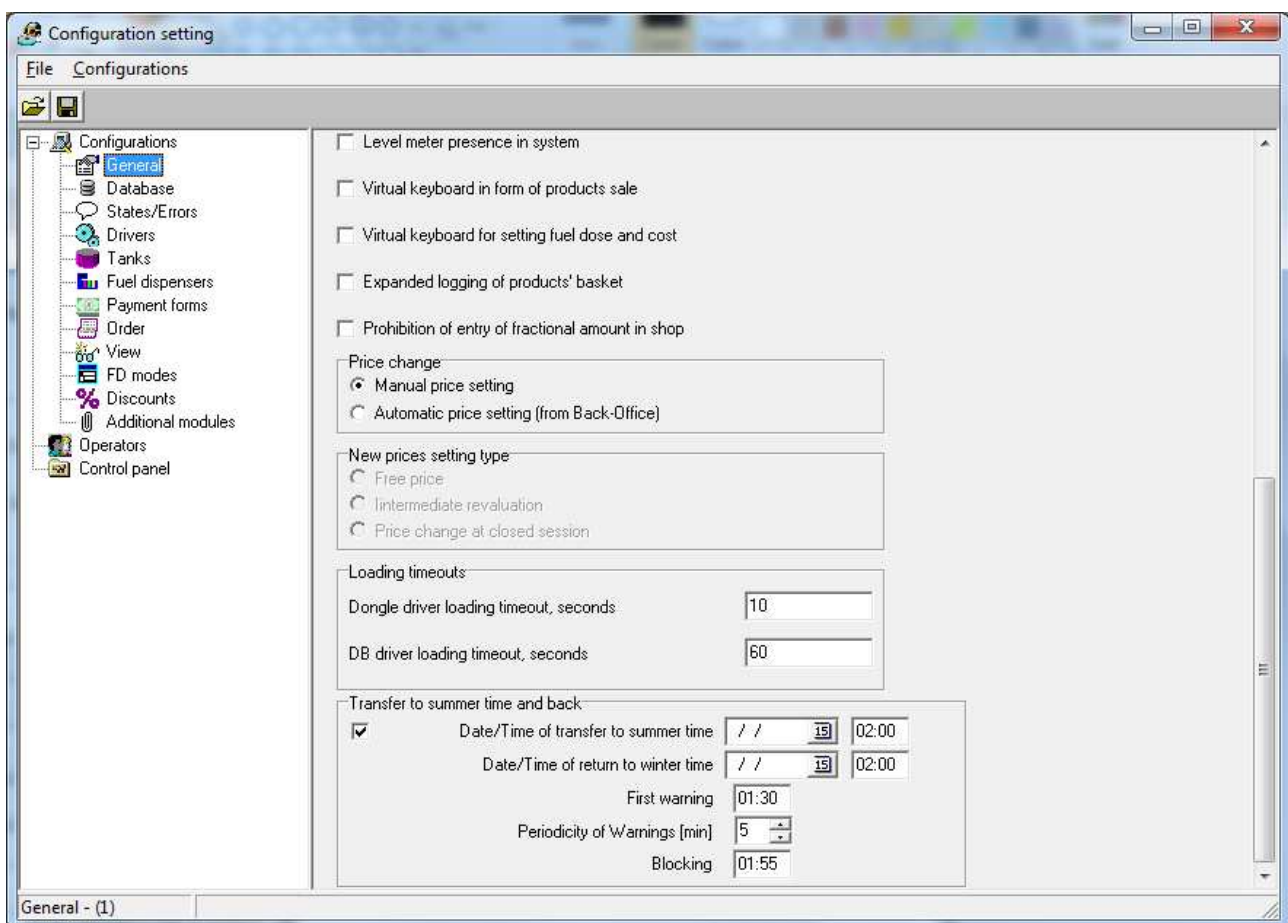 Configuration setting
File Configurations
Configurations
General
Database
States/Errors
Drivers
Tanks
Fuel dispensers
Payment forms
Order
View
FD modes
Discounts
Additional modules
Operators
Control panel
Level meter presence in system
Virtual keyboard in form of products sale
Virtual keyboard for setting fuel dose and cost
Expanded logging of products' basket
Prohibition of entry of fractional amount in shop
Price change
Manual price setting
Automatic price setting (from Back-Office)
New prices setting type
Free price
Iintermediate revaluation
Price change at closed session
Loading timeouts
Dongle driver loading timeout, seconds 10
DB driver loading timeout, seconds 60
Transfer to summer time and back
Date/Time of transfer to summer time / / 15 02:00
Date/Time of return to winter time / / 15 02:00
First warning 01:30
Periodicity of Warnings [min] 5
Blocking 01:55
General - (1)